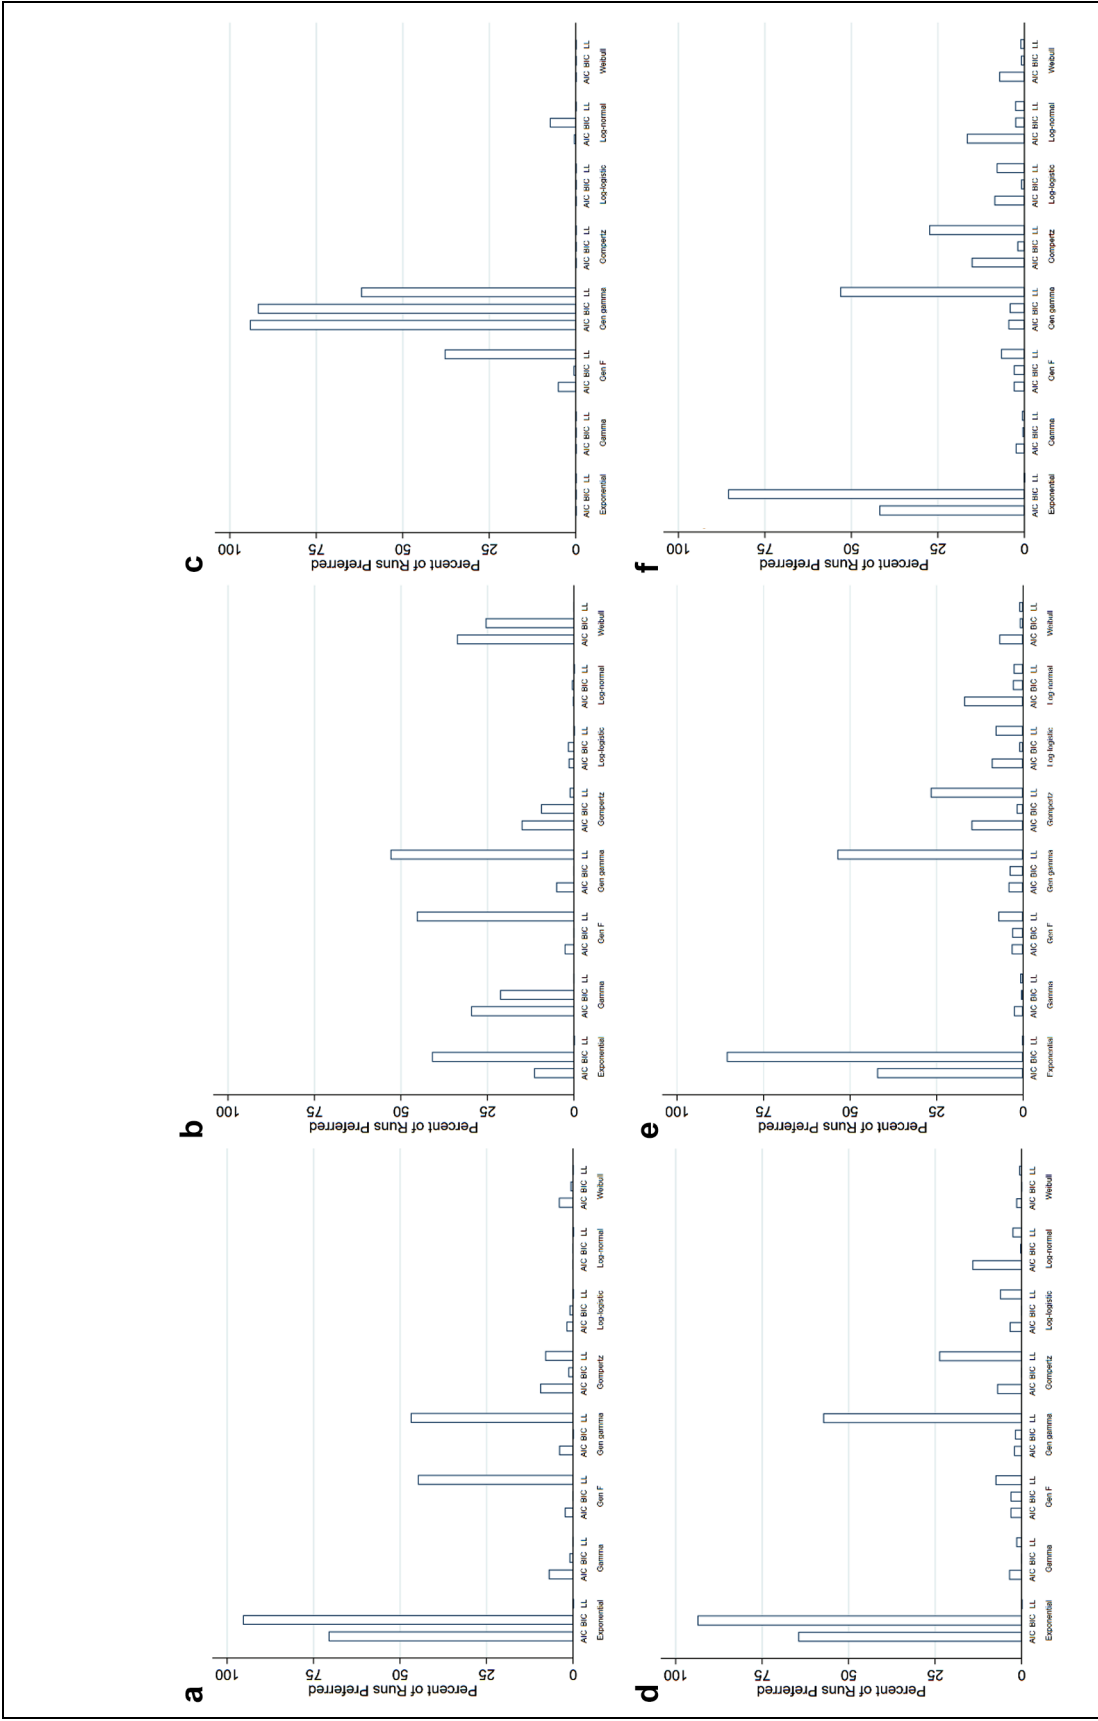 a
Percent of Runs Preferred
100
75
50
25
0
AIC BIC LL AIC BIC LL AIC BIC LL AIC BIC LL AIC BIC LL AIC BIC LL AIC BIC LL AIC BIC LL
Exponential Gamma Gen F Gen gamma Gompertz Log-logistic Log-normal Weibull
b
Percent of Runs Preferred
100
75
50
25
0
AIC BIC LL AIC BIC LL AIC BIC LL AIC BIC LL AIC BIC LL AIC BIC LL AIC BIC LL AIC BIC LL
Exponential Gamma Gen F Gen gamma Gompertz Log-logistic Log-normal Weibull
c
Percent of Runs Preferred
100
75
50
25
0
AIC BIC LL AIC BIC LL AIC BIC LL AIC BIC LL AIC BIC LL AIC BIC LL AIC BIC LL AIC BIC LL
Exponential Gamma Gen F Gen gamma Gompertz Log-logistic Log-normal Weibull
d
Percent of Runs Preferred
100
75
50
25
0
AIC BIC LL AIC BIC LL AIC BIC LL AIC BIC LL AIC BIC LL AIC BIC LL AIC BIC LL AIC BIC LL
Exponential Gamma Gen F Gen gamma Gompertz Log-logistic Log-normal Weibull
e
Percent of Runs Preferred
100
75
50
25
0
AIC BIC LL AIC BIC LL AIC BIC LL AIC BIC LL AIC BIC LL AIC BIC LL AIC BIC LL AIC BIC LL
Exponential Gamma Gen F Gen gamma Gompertz Log-logistic Log-normal Weibull
f
Percent of Runs Preferred
100
75
50
25
0
AIC BIC LL AIC BIC LL AIC BIC LL AIC BIC LL AIC BIC LL AIC BIC LL AIC BIC LL AIC BIC LL
Exponential Gamma Gen F Gen gamma Gompertz Log-logistic Log-normal Weibull